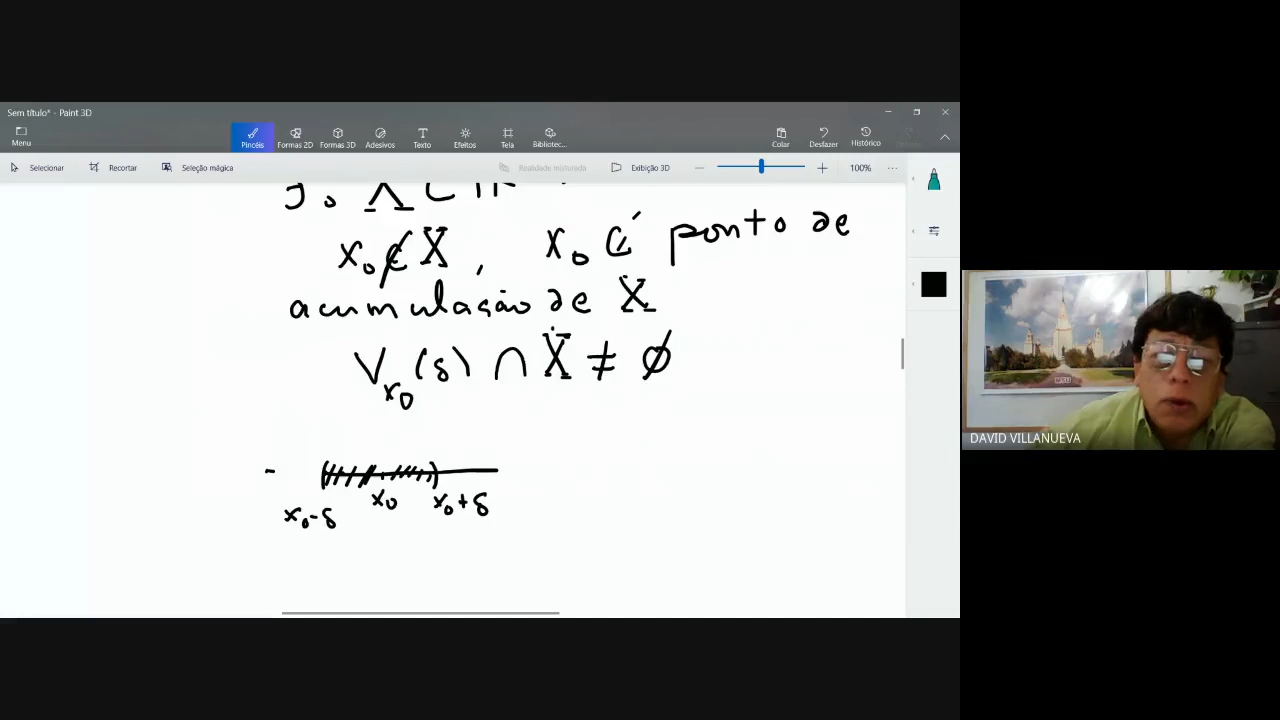 Sem título* - Paint 3D
Menu
Pincéis
Formas 2D
Formas 3D
Adesivos
Texto
Efeitos
Tela
Bibliotec...
Colar
Desfazer
Histórico
Selecionar
Recortar
Seleção mágica
Realidade misturada
Exibição 3D
100%
x₀ ∉ X, x₀ é ponto de
acumulação de X
V_{x₀}(δ) ∩ X ≠ ∅
x₀-δ x₀ x₀+δ
MSU
DAVID VILLANUEVA